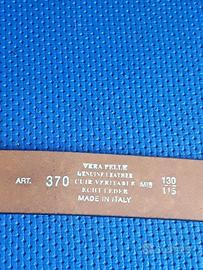 VERA PELLE
GENUINE LEATHER
CUIR VERITABLE
ECHT LEDER
MADE IN ITALY
ART. 370
MIS 130
115